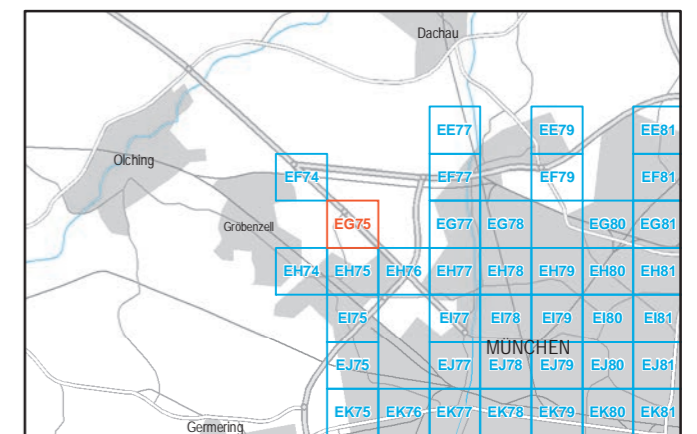 Dachau
EE77 EE79 EE81
Olching
EF74 EF77 EF79 EF81
Gröbenzell EG75 EG77 EG78 EG80 EG81
EH74 EH75 EH76 EH77 EH78 EH79 EH80 EH81
EI75 EI77 EI78 EI79 EI80 EI81
MÜNCHEN
EJ75 EJ77 EJ78 EJ79 EJ80 EJ81
EK75 EK76 EK77 EK78 EK79 EK80 EK81
Germering